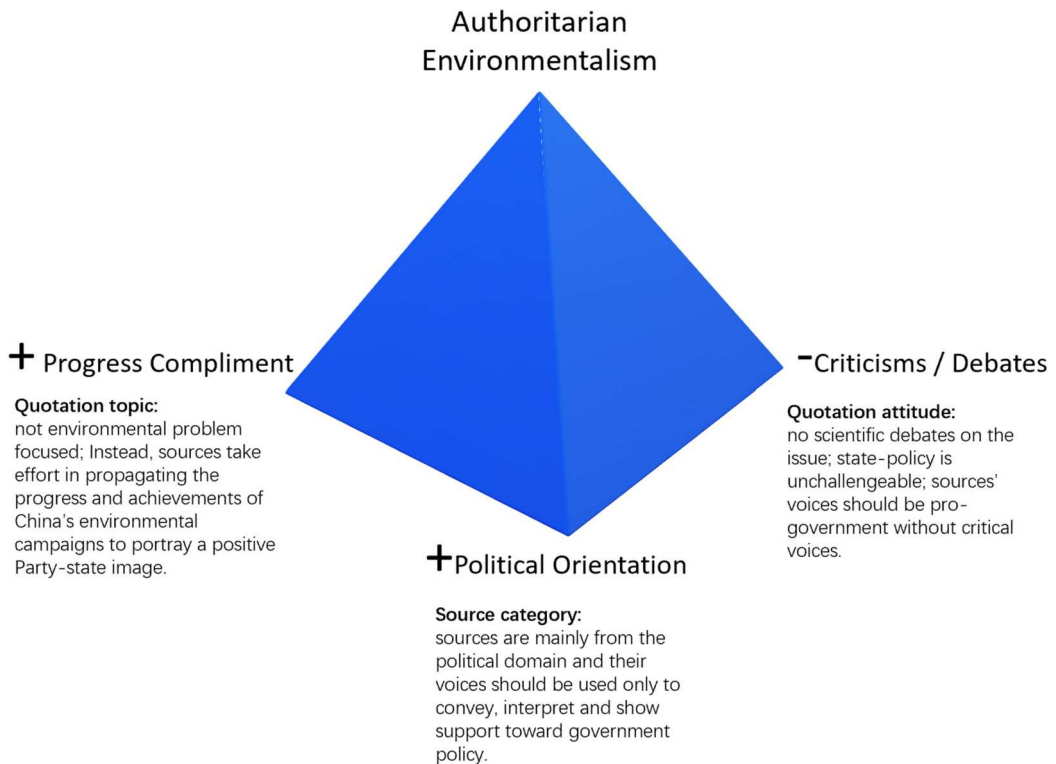 Authoritarian
Environmentalism
+ Progress Compliment
Quotation topic:
not environmental problem
focused; Instead, sources take
effort in propagating the
progress and achievements of
China's environmental
campaigns to portray a positive
Party-state image.
-Criticisms / Debates
Quotation attitude:
no scientific debates on the
issue; state-policy is
unchallengeable; sources'
voices should be pro-
government without critical
voices.
+Political Orientation
Source category:
sources are mainly from the
political domain and their
voices should be used only to
convey, interpret and show
support toward government
policy.